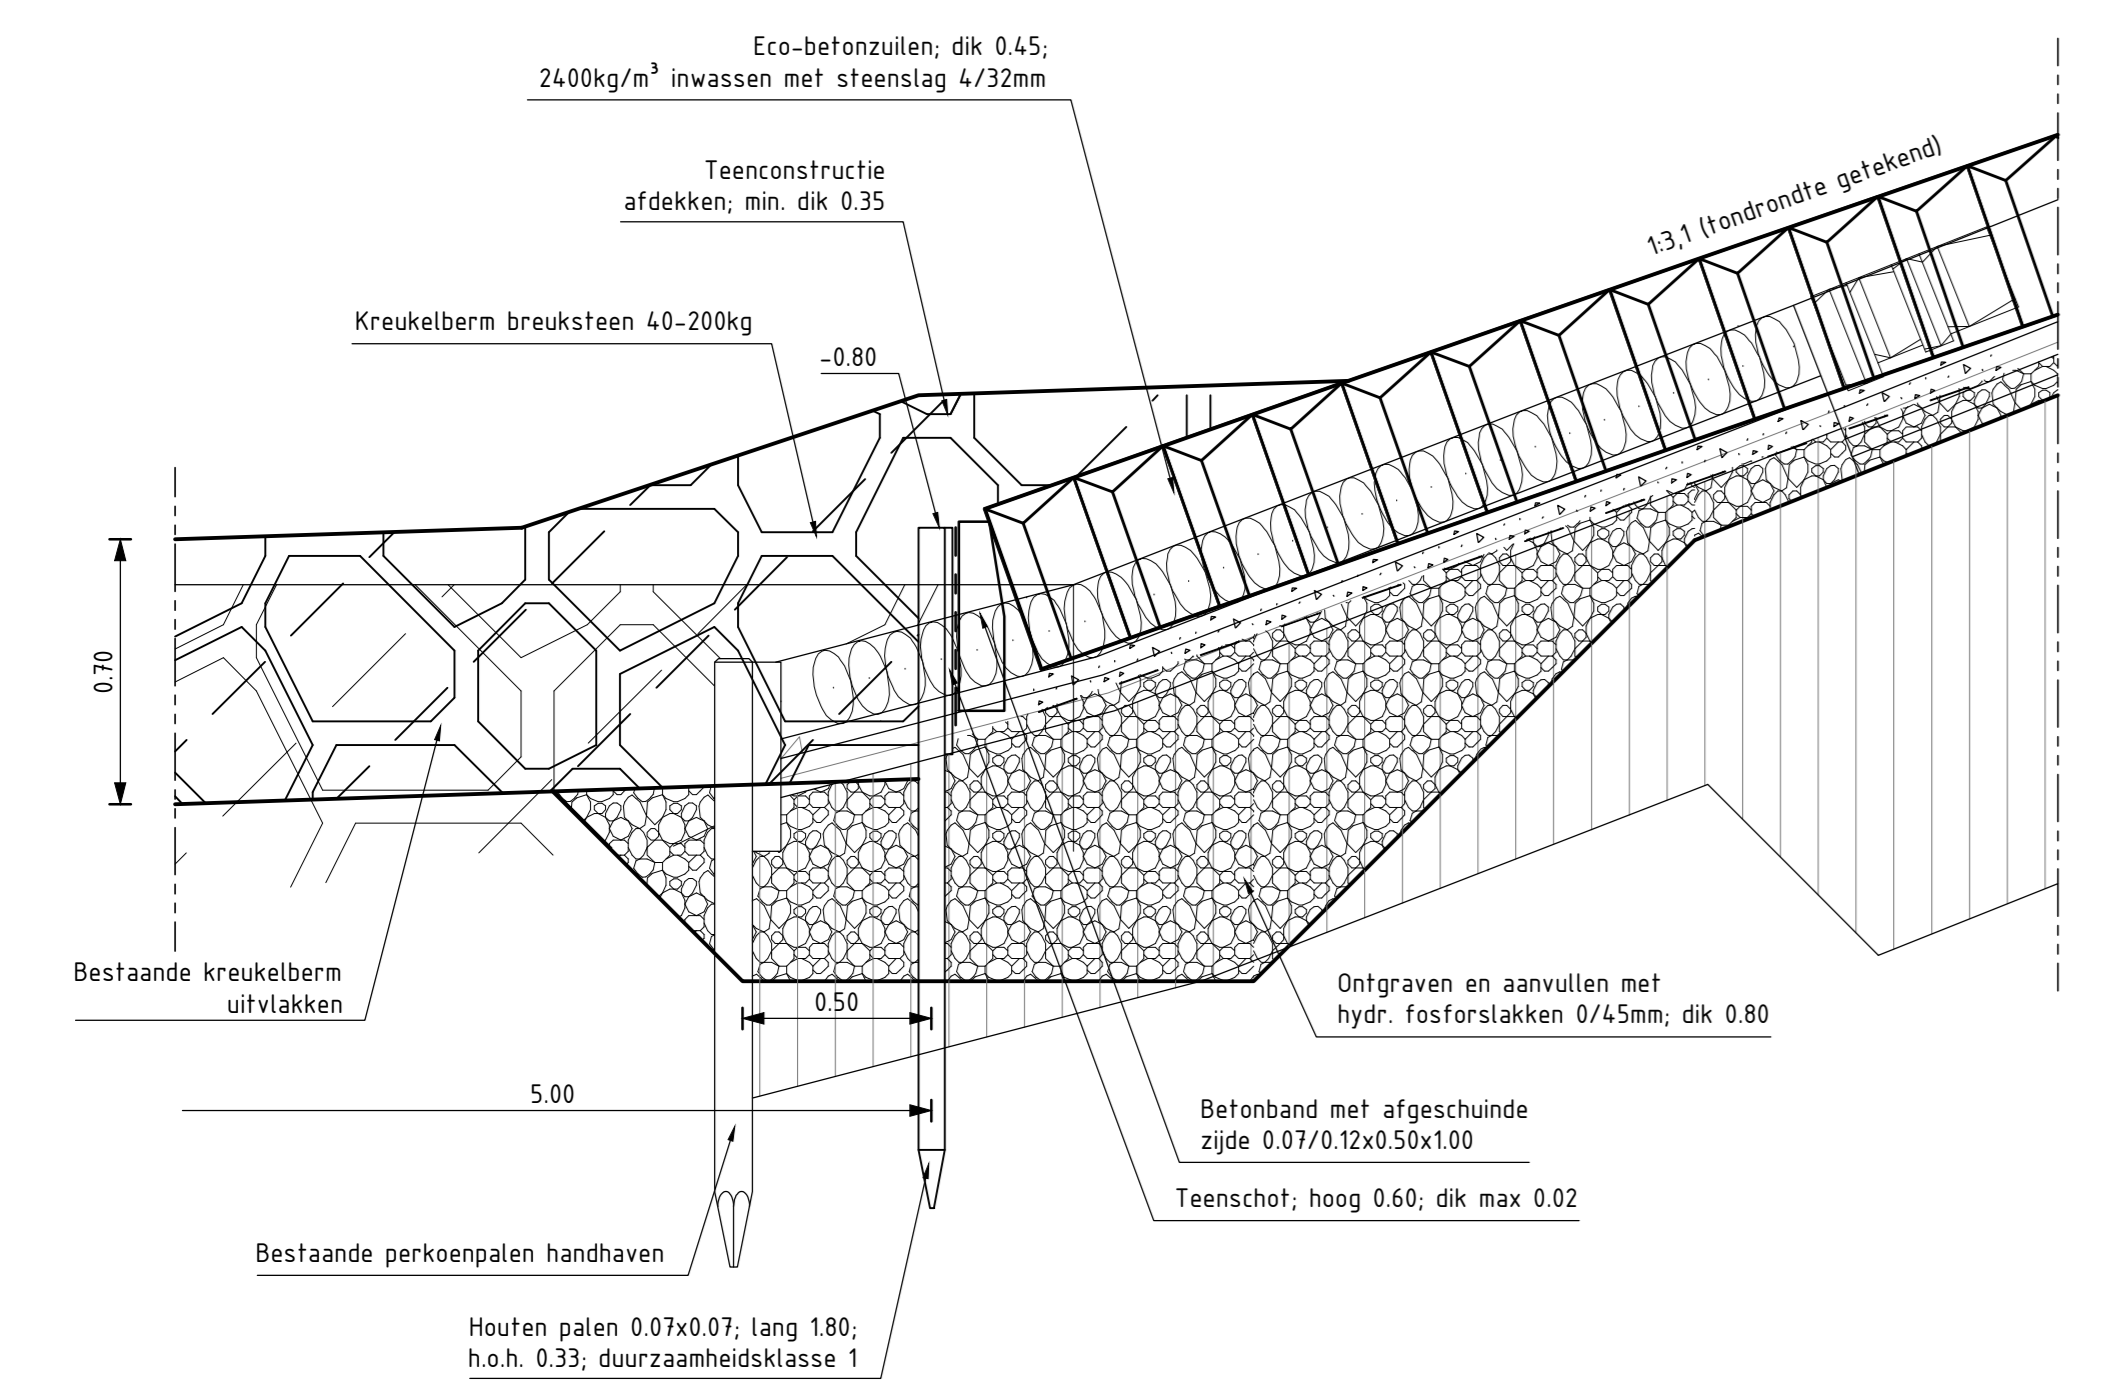 Eco-betonzuilen; dik 0.45;
2400kg/m³ inwassen met steenslag 4/32mm
Teenconstructie
afdekken; min. dik 0.35
1:3,1 (tondrondte getekend)
Kreukelberm breuksteen 40-200kg
-0.80
0.70
Bestaande kreukelberm
uitvlakken
0.50
Ontgraven en aanvullen met
hydr. fosforslakken 0/45mm; dik 0.80
5.00
Betonband met afgeschuinde
zijde 0.07/0.12x0.50x1.00
Teenschot; hoog 0.60; dik max 0.02
Bestaande perkoenpalen handhaven
Houten palen 0.07x0.07; lang 1.80;
h.o.h. 0.33; duurzaamheidsklasse 1